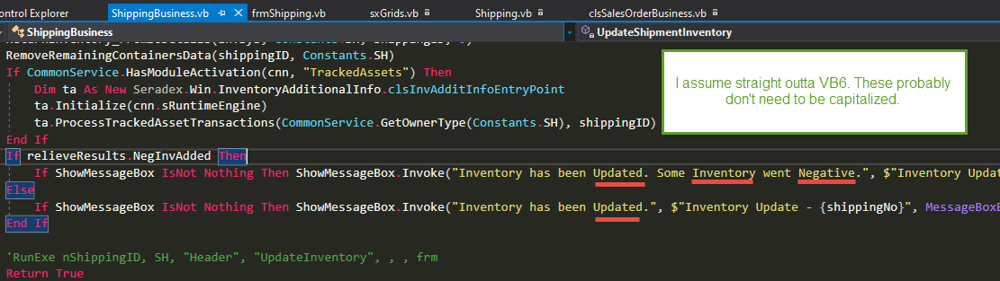 ontrol Explorer ShippingBusiness.vb frmShipping.vb sxGrids.vb Shipping.vb clsSalesOrderBusiness.vb
ShippingBusiness UpdateShipmentInventory
RemoveRemainingContainersData(shippingID, Constants.SH)
If CommonService.HasModuleActivation(cnn, "TrackedAssets") Then
Dim ta As New Seradex.Win.InventoryAdditionalInfo.clsInvAdditInfoEntryPoint
ta.Initialize(cnn.sRuntimeEngine)
ta.ProcessTrackedAssetTransactions(CommonService.GetOwnerType(Constants.SH), shippingID)
End If
I assume straight outta VB6. These probably
don't need to be capitalized.
If relieveResults.NegInvAdded Then
If ShowMessageBox IsNot Nothing Then ShowMessageBox.Invoke("Inventory has been Updated. Some Inventory went Negative.", $"Inventory Updat
Else
If ShowMessageBox IsNot Nothing Then ShowMessageBox.Invoke("Inventory has been Updated.", $"Inventory Update - {shippingNo}", MessageBoxB
End If
'RunExe nShippingID, SH, "Header", "UpdateInventory", , , frm
Return True